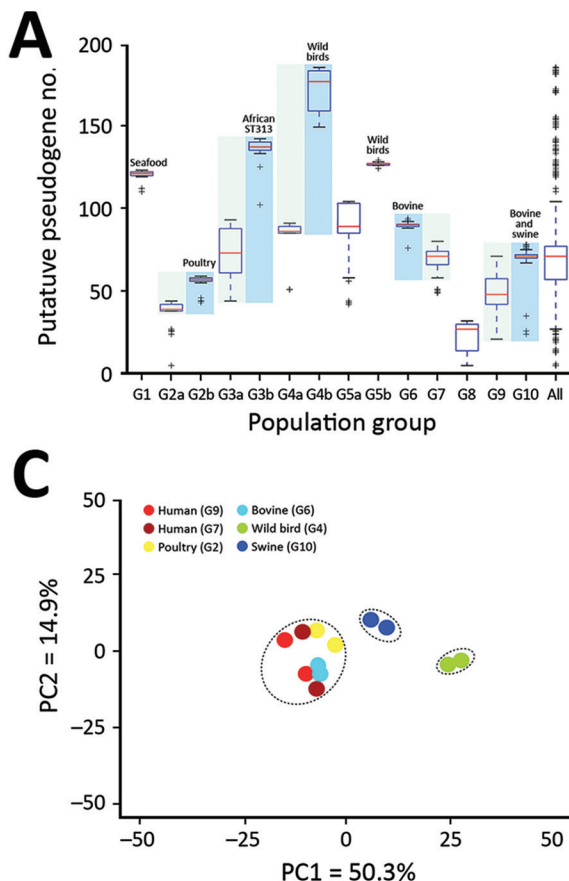 A
Putative pseudogene no.
200
150
100
50
0
Seafood
Poultry
African
ST313
Wild
birds
Wild
birds
Bovine
Bovine
and
swine
G1 G2a G2b G3a G3b G4a G4b G5a G5b G6 G7 G8 G9 G10 All
Population group
C
PC2 = 14.9%
50
25
0
−25
−50
Human (G9) Bovine (G6)
Human (G7) Wild bird (G4)
Poultry (G2) Swine (G10)
−50 −25 0 25 50
PC1 = 50.3%